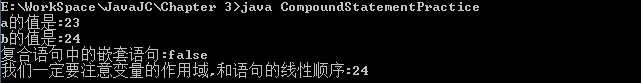 E:\WorkSpace\JavaJC\Chapter 3>java CompoundStatementPractice
a的值是:23
b的值是:24
复合语句中的嵌套语句:false
我们一定要注意变量的作用域,和语句的线性顺序:24